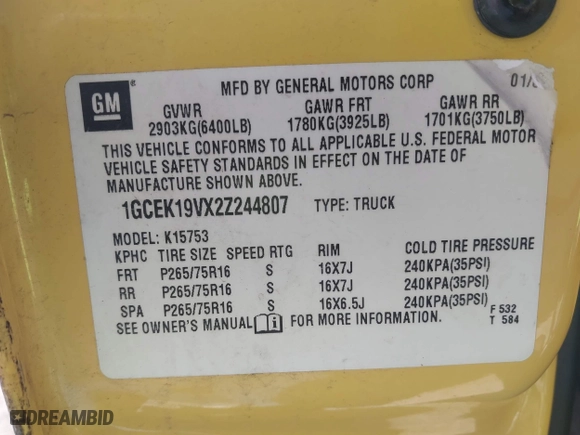 GM
MFD BY GENERAL MOTORS CORP
GVWR GAWR FRT GAWR RR
2903KG(6400LB) 1780KG(3925LB) 1701KG(3750LB)
THIS VEHICLE CONFORMS TO ALL APPLICABLE U.S. FEDERAL MOTOR
VEHICLE SAFETY STANDARDS IN EFFECT ON THE DATE OF
MANUFACTURE SHOWN ABOVE.
1GCEK19VX2Z244807 TYPE: TRUCK
MODEL: K15753
KPHC TIRE SIZE SPEED RTG RIM COLD TIRE PRESSURE
FRT P265/75R16 S 16X7J 240KPA(35PSI)
RR P265/75R16 S 16X7J 240KPA(35PSI)
SPA P265/75R16 S 16X6.5J 240KPA(35PSI)
SEE OWNER'S MANUAL i FOR MORE INFORMATION.
F 532
T 584
DREAMBID